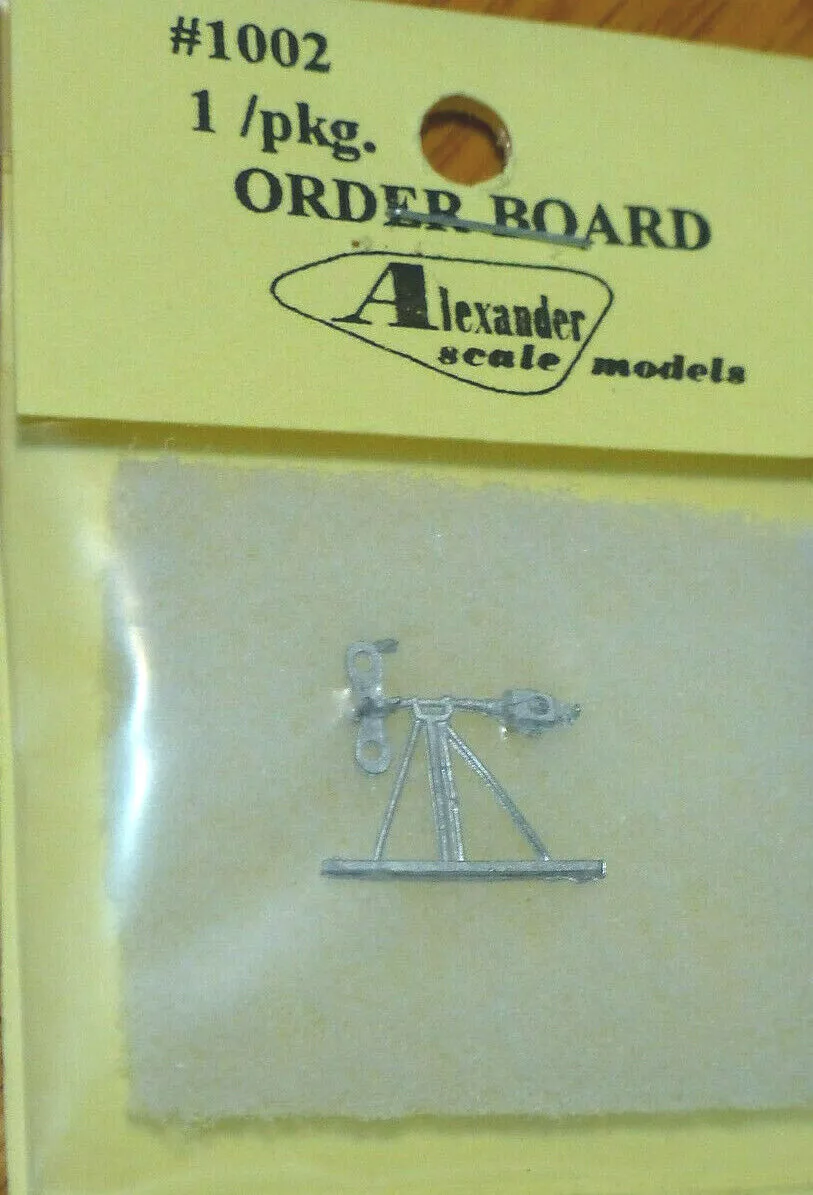 #1002
1 /pkg.
ORDER BOARD
Alexander
scale models